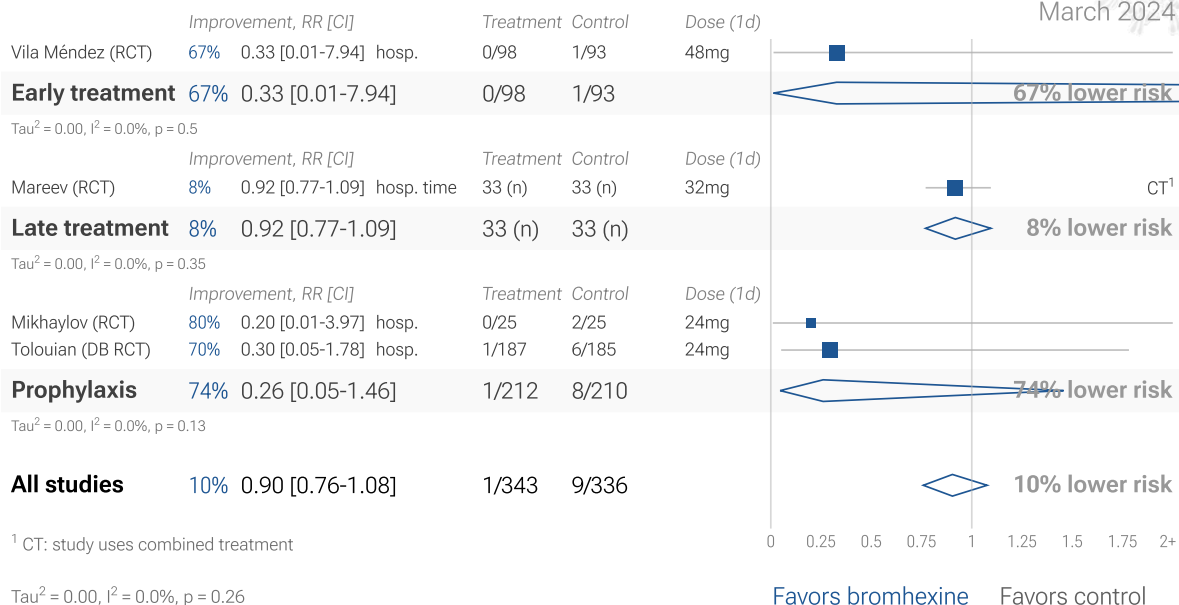 March 2024
Improvement, RR [CI] Treatment Control Dose (1d)
Vila Méndez (RCT) 67% 0.33 [0.01-7.94] hosp. 0/98 1/93 48mg
Early treatment 67% 0.33 [0.01-7.94] 0/98 1/93 67% lower risk
Tau² = 0.00, I² = 0.0%, p = 0.5
Improvement, RR [CI] Treatment Control Dose (1d)
Mareev (RCT) 8% 0.92 [0.77-1.09] hosp. time 33 (n) 33 (n) 32mg CT¹
Late treatment 8% 0.92 [0.77-1.09] 33 (n) 33 (n) 8% lower risk
Tau² = 0.00, I² = 0.0%, p = 0.35
Improvement, RR [CI] Treatment Control Dose (1d)
Mikhaylov (RCT) 80% 0.20 [0.01-3.97] hosp. 0/25 2/25 24mg
Tolouian (DB RCT) 70% 0.30 [0.05-1.78] hosp. 1/187 6/185 24mg
Prophylaxis 74% 0.26 [0.05-1.46] 1/212 8/210 74% lower risk
Tau² = 0.00, I² = 0.0%, p = 0.13
All studies 10% 0.90 [0.76-1.08] 1/343 9/336 10% lower risk
¹ CT: study uses combined treatment
0 0.25 0.5 0.75 1 1.25 1.5 1.75 2+
Tau² = 0.00, I² = 0.0%, p = 0.26
Favors bromhexine Favors control